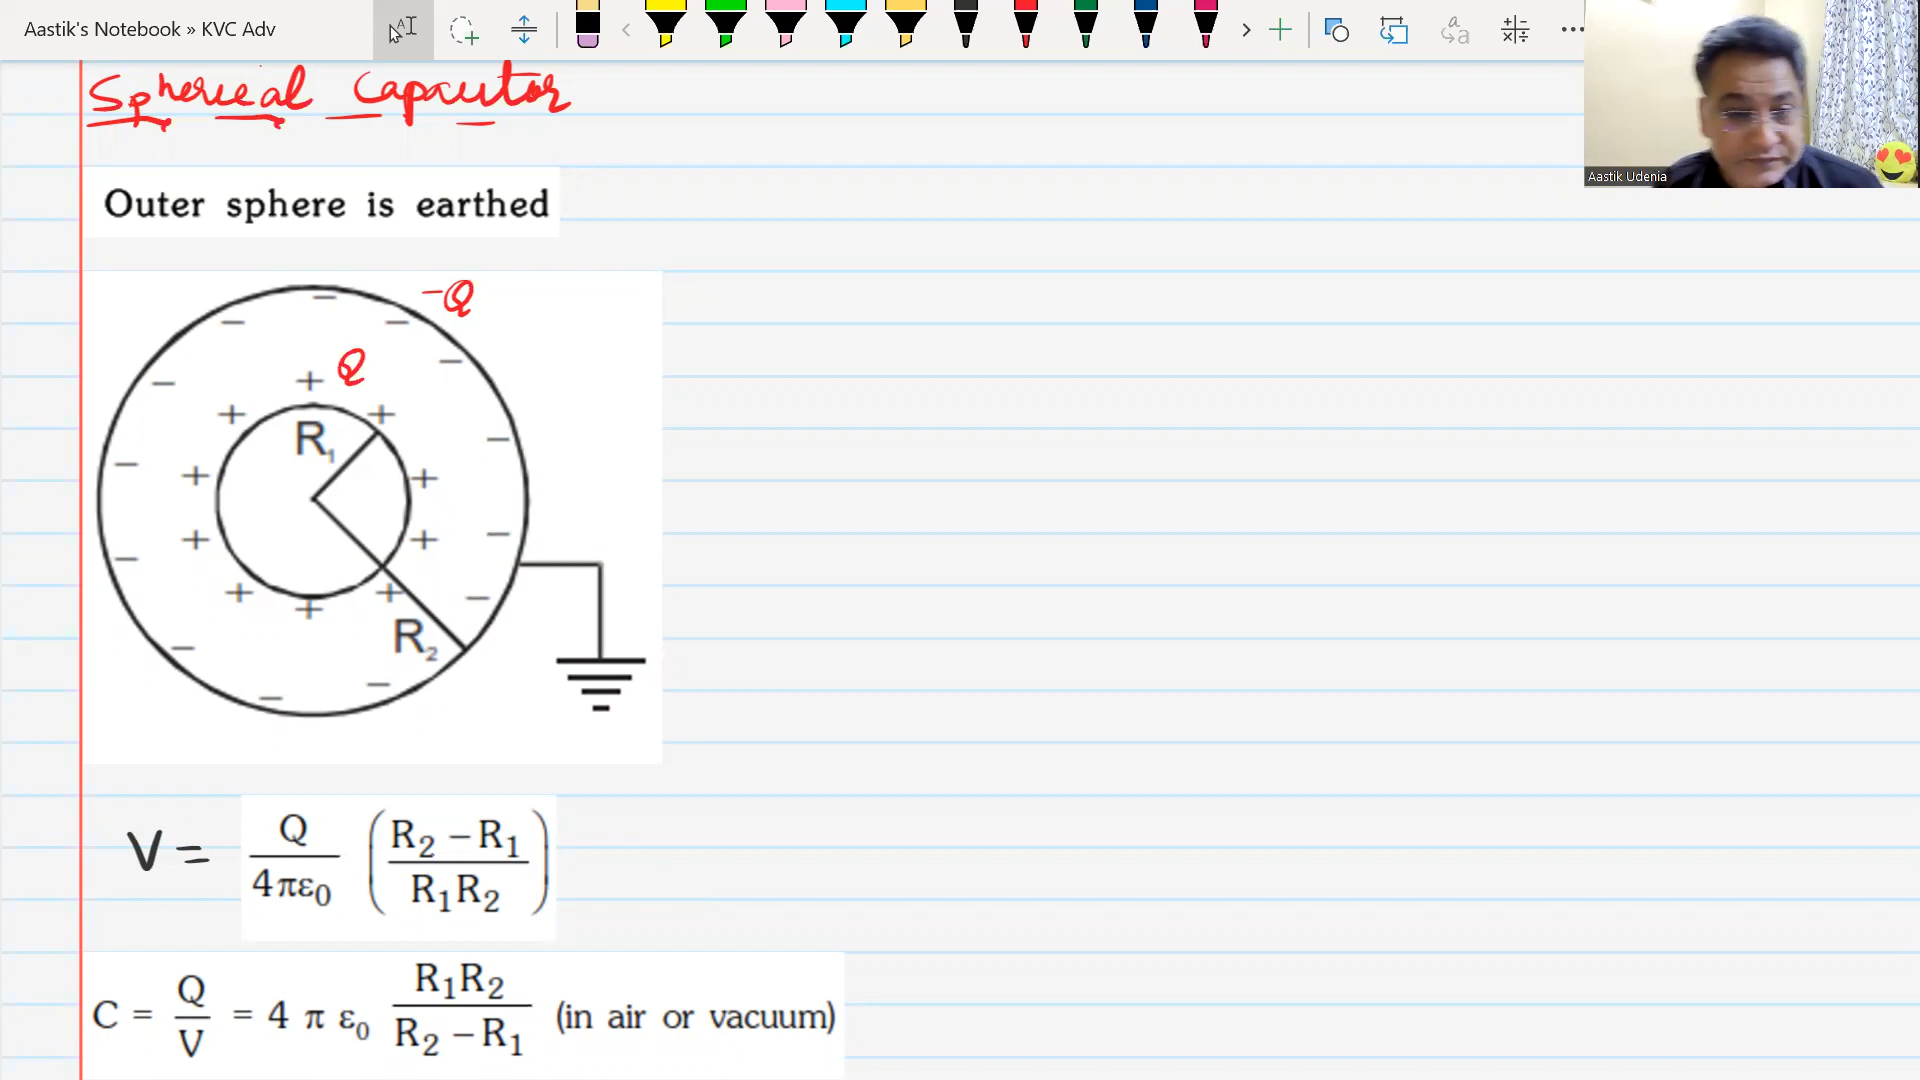 Aastik's Notebook » KVC Adv
Spherical Capacitor
Aastik Udenia
Outer sphere is earthed
-Q
Q
R₁
R₂
V = Q/4πε₀ ((R₂ − R₁)/R₁R₂)
C = Q/V = 4 π ε₀ R₁R₂/(R₂ − R₁) (in air or vacuum)